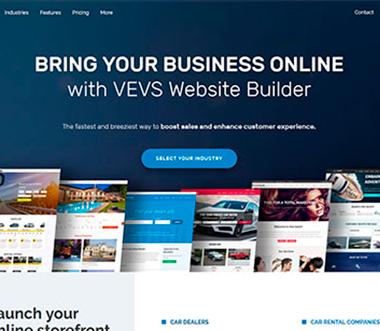 Industries Features Pricing More Contact
BRING YOUR BUSINESS ONLINE
with VEVS Website Builder
The fastest and breeziest way to boost sales and enhance customer experience.
SELECT YOUR INDUSTRY
aunch your
nline storefront
CAR DEALERS
CAR RENTAL COMPANIES